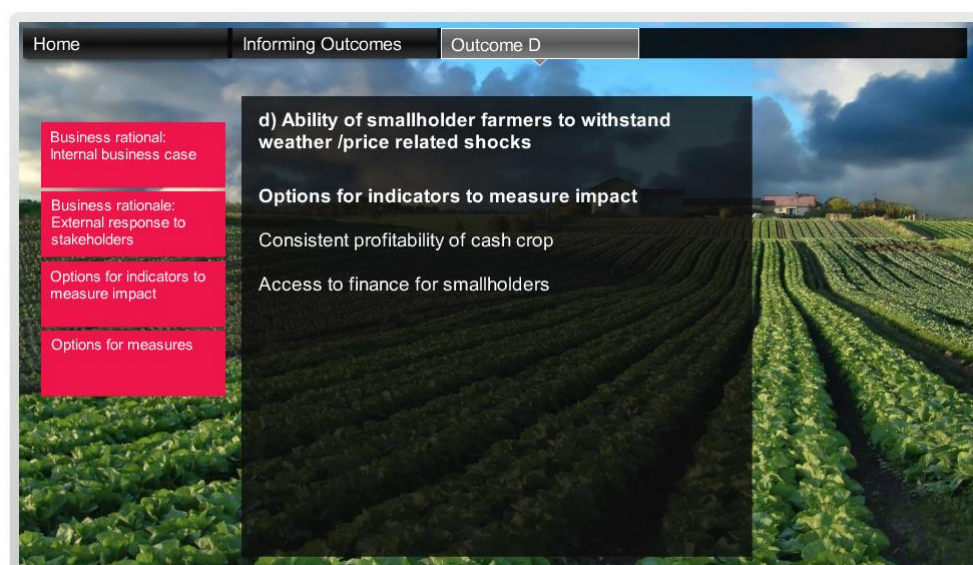 Home
Informing Outcomes
Outcome D
Business rational:
Internal business case
Business rationale:
External response to
stakeholders
Options for indicators to
measure impact
Options for measures
d) Ability of smallholder farmers to withstand
weather /price related shocks
Options for indicators to measure impact
Consistent profitability of cash crop
Access to finance for smallholders